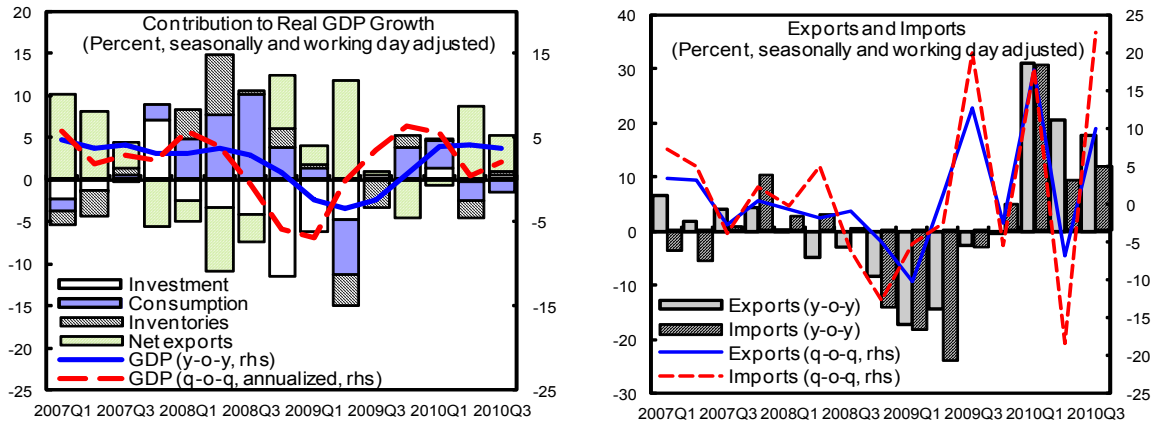 Contribution to Real GDP Growth
(Percent, seasonally and working day adjusted)
20
15
10
5
0
-5
-10
-15
-20
-25
15
5
-5
-15
-25
Investment
Consumption
Inventories
Net exports
GDP (y-o-y, rhs)
GDP (q-o-q, annualized, rhs)
2007Q1 2007Q3 2008Q1 2008Q3 2009Q1 2009Q3 2010Q1 2010Q3
Exports and Imports
(Percent, seasonally and working day adjusted)
40
30
20
10
0
-10
-20
-30
25
20
15
10
5
0
-5
-10
-15
-20
-25
Exports (y-o-y)
Imports (y-o-y)
Exports (q-o-q, rhs)
Imports (q-o-q, rhs)
2007Q1 2007Q3 2008Q1 2008Q3 2009Q1 2009Q3 2010Q1 2010Q3